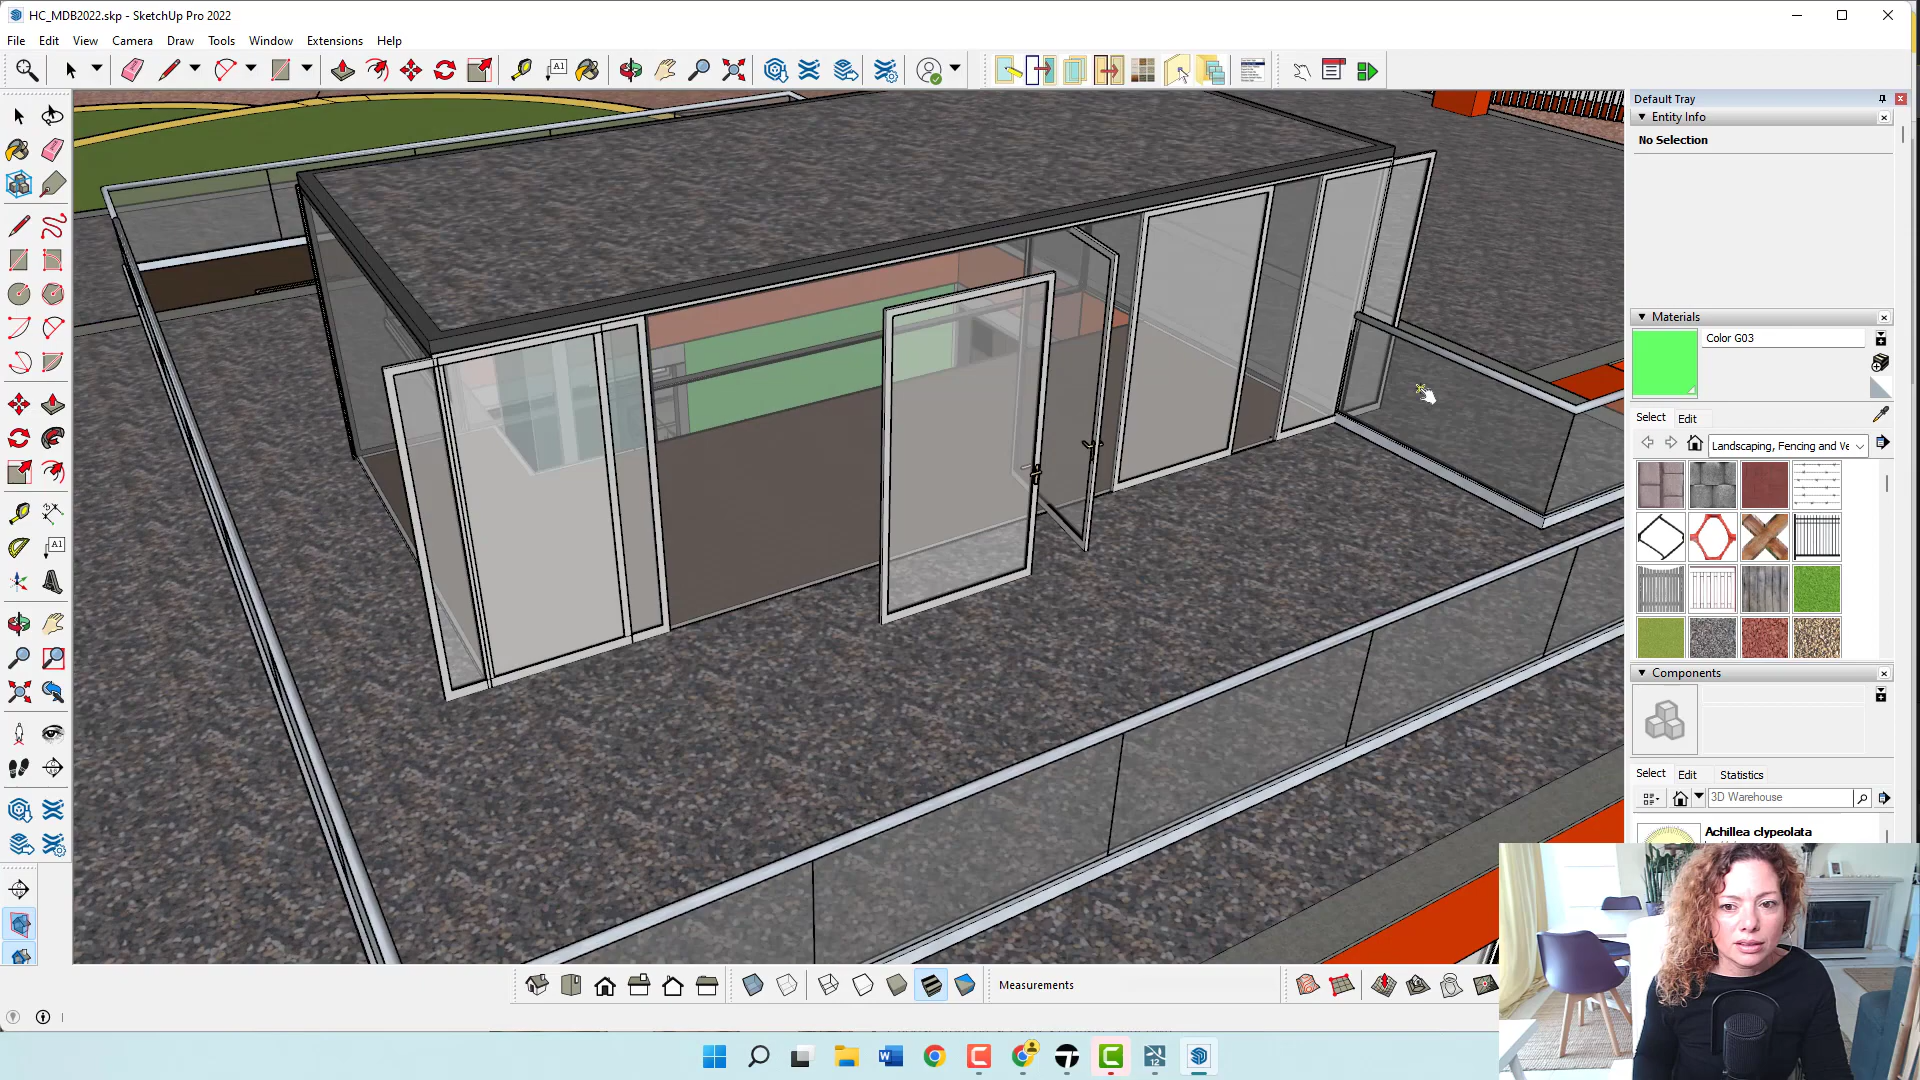 HC_MDB2022.skp - SketchUp Pro 2022
File Edit View Camera Draw Tools Window Extensions Help
A1
Default Tray
Entity Info
No Selection
A1
Materials
Color G03
Select Edit
Landscaping, Fencing and Ve
Components
Select Edit Statistics
3D Warehouse
Achillea clypeolata
Measurements